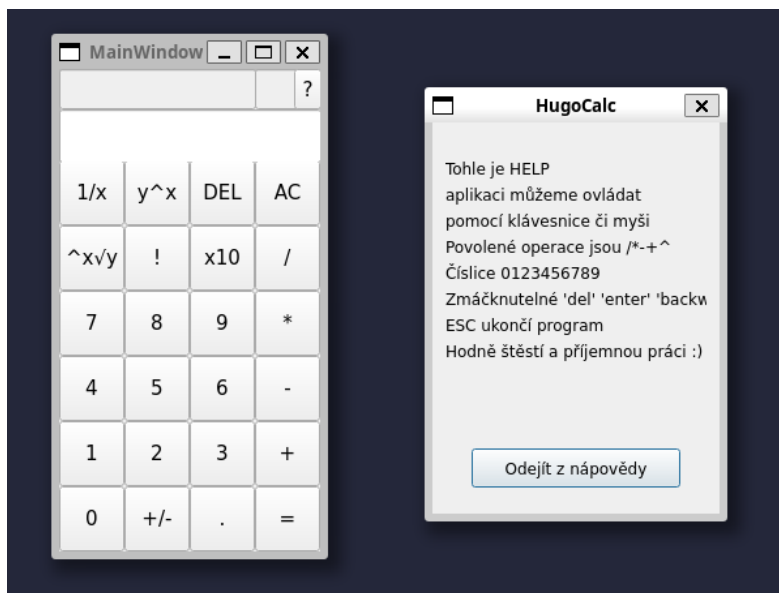 MainWindow
?
1/x y^x DEL AC
^x√y ! x10 /
7 8 9 *
4 5 6 -
1 2 3 +
0 +/- . =
HugoCalc
Tohle je HELP
aplikaci můžeme ovládat
pomocí klávesnice či myši
Povolené operace jsou /*-+^
Číslice 0123456789
Zmáčknutelné 'del' 'enter' 'backw
ESC ukončí program
Hodně štěstí a příjemnou práci :)
Odejít z nápovědy